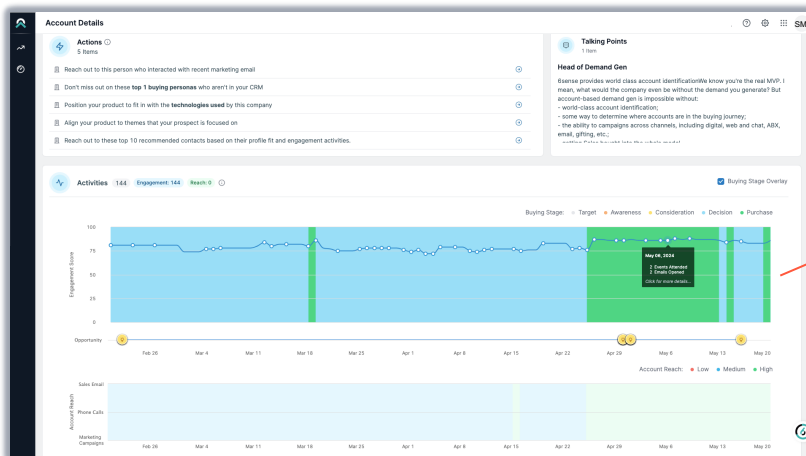 Account Details
SM
Actions
5 Items
Reach out to this person who interacted with recent marketing email
Don't miss out on these top 1 buying personas who aren't in your CRM
Position your product to fit in with the technologies used by this company
Align your product to themes that your prospect is focused on
Reach out to these top 10 recommended contacts based on their profile fit and engagement activities.
Talking Points
1 Item
Head of Demand Gen
6sense provides world class account identificationWe know you're the real MVP. I
mean, what would the company even be without the demand you generate? But
account-based demand gen is impossible without:
- world-class account identification;
- some way to determine where accounts are in the buying journey;
- the ability to campaigns across channels, including digital, web and chat, ABX,
email, gifting, etc.;
Activities 144 Engagement: 144 Reach: 0
Buying Stage Overlay
Buying Stage: Target Awareness Consideration Decision Purchase
Engagement Score
100
75
50
25
0
May 06, 2024
2 Events Attended
2 Emails Opened
Click for more details...
Opportunity
Feb 26 Mar 4 Mar 11 Mar 18 Mar 25 Apr 1 Apr 8 Apr 15 Apr 22 Apr 29 May 6 May 13 May 20
Account Reach: Low Medium High
Account Reach
Sales Email
Phone Calls
Marketing
Campaigns
Feb 26 Mar 4 Mar 11 Mar 18 Mar 25 Apr 1 Apr 8 Apr 15 Apr 22 Apr 29 May 6 May 13 May 20